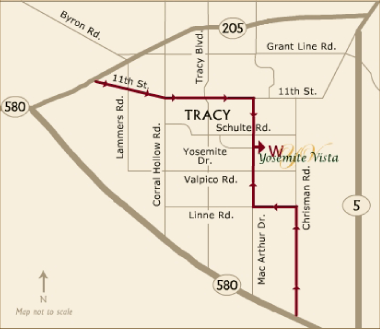 Byron Rd.
205
Tracy Blvd.
Grant Line Rd.
11th St.
11th St.
580
Lammers Rd.
TRACY
Schulte Rd.
Corral Hollow Rd.
Yosemite
Dr.
W
Yosemite Vista
Valpico Rd.
Chrisman Rd.
Linne Rd.
5
Mac Arthur Dr.
580
N
Map not to scale